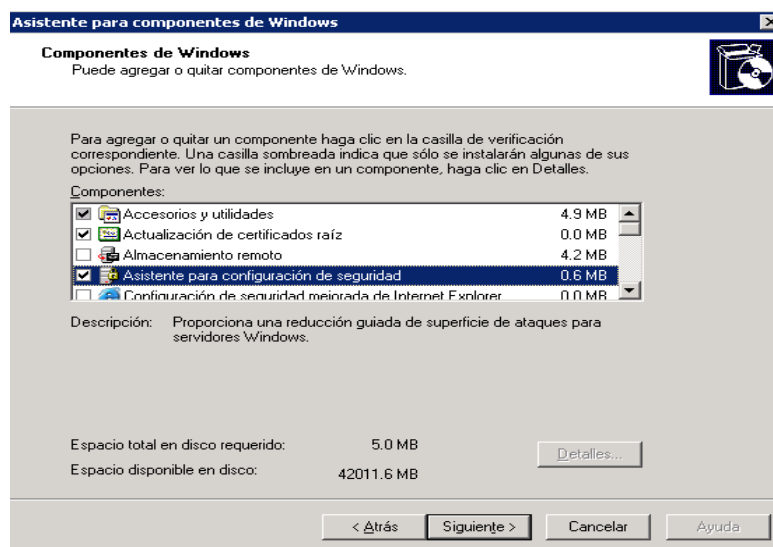 Asistente para componentes de Windows
Componentes de Windows
Puede agregar o quitar componentes de Windows.
Para agregar o quitar un componente haga clic en la casilla de verificación
correspondiente. Una casilla sombreada indica que sólo se instalarán algunas de sus
opciones. Para ver lo que se incluye en un componente, haga clic en Detalles.
Componentes:
Accesorios y utilidades 4.9 MB
Actualización de certificados raíz 0.0 MB
Almacenamiento remoto 4.2 MB
Asistente para configuración de seguridad 0.6 MB
Configuración de seguridad mejorada de Internet Explorer 0.0 MB
Descripción: Proporciona una reducción guiada de superficie de ataques para
servidores Windows.
Espacio total en disco requerido: 5.0 MB
Espacio disponible en disco: 42011.6 MB
Detalles...
< Atrás Siguiente > Cancelar Ayuda